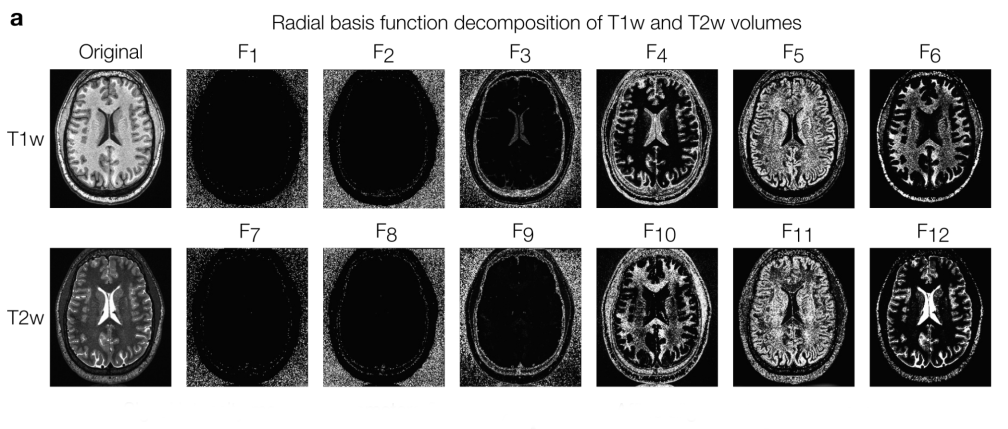 a
Radial basis function decomposition of T1w and T2w volumes
Original F1 F2 F3 F4 F5 F6
T1w
F7 F8 F9 F10 F11 F12
T2w